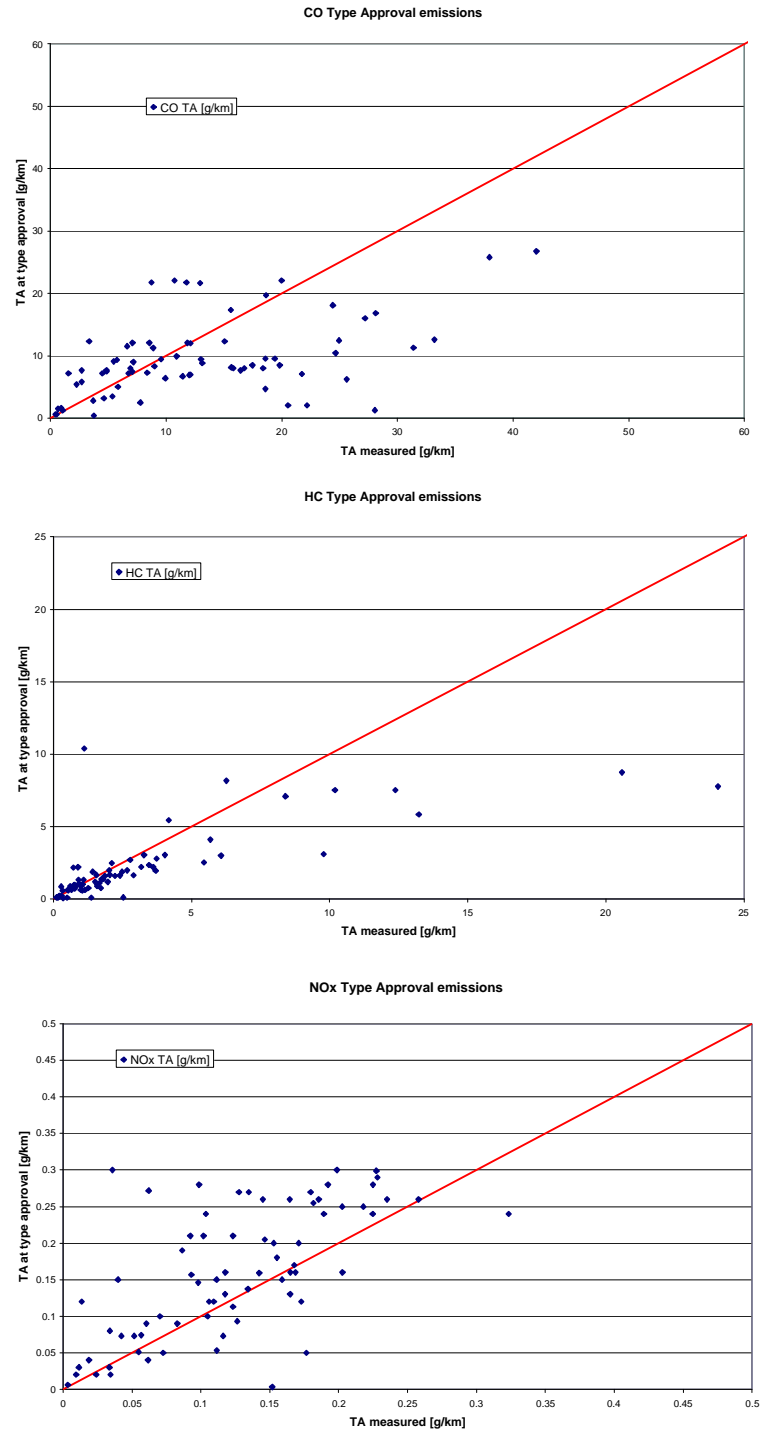 CO Type Approval emissions
60
50
40
30
20
10
0
CO TA [g/km]
TA at type approval [g/km]
0 10 20 30 40 50 60
TA measured [g/km]
HC Type Approval emissions
25
20
15
10
5
0
HC TA [g/km]
TA at type approval [g/km]
0 5 10 15 20 25
TA measured [g/km]
NOx Type Approval emissions
0.5
0.45
0.4
0.35
0.3
0.25
0.2
0.15
0.1
0.05
0
NOx TA [g/km]
TA at type approval [g/km]
0 0.05 0.1 0.15 0.2 0.25 0.3 0.35 0.4 0.45 0.5
TA measured [g/km]